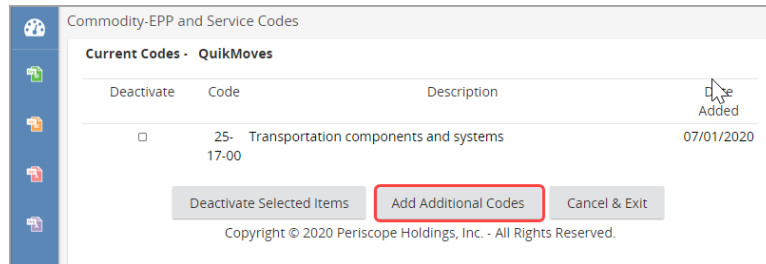 Commodity-EPP and Service Codes
Current Codes - QuikMoves
Deactivate Code Description Date
Added
25- Transportation components and systems 07/01/2020
17-00
Deactivate Selected Items Add Additional Codes Cancel & Exit
Copyright © 2020 Periscope Holdings, Inc. - All Rights Reserved.